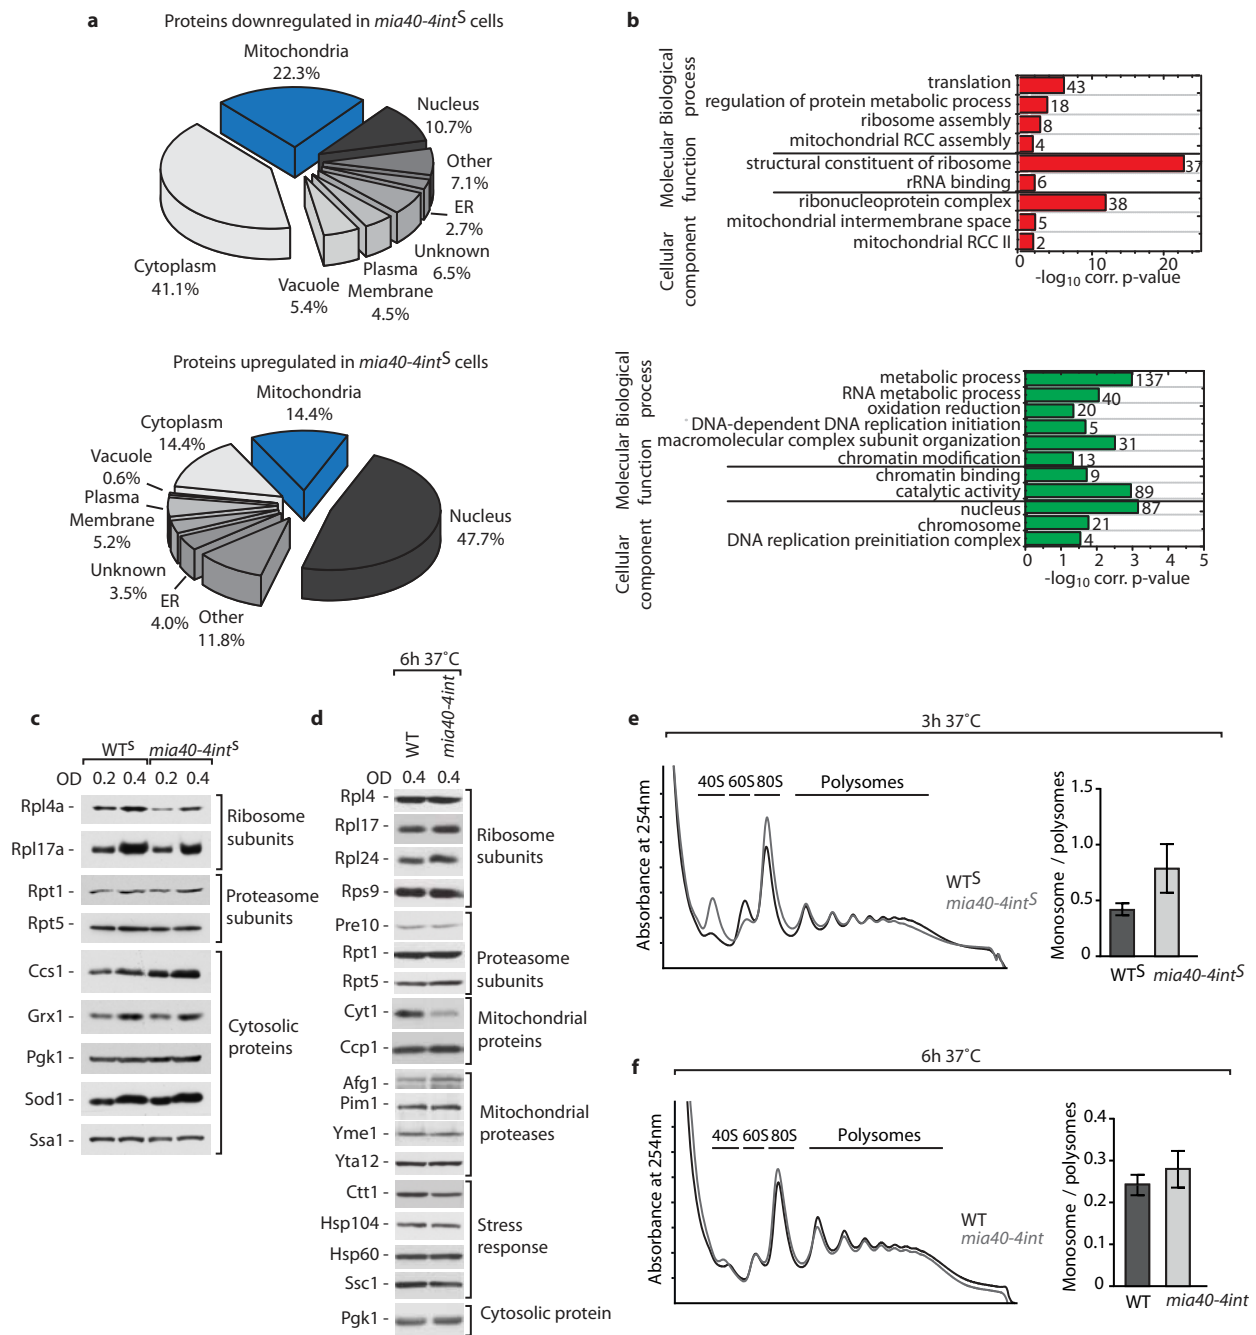 a
Proteins downregulated in mia40-4intS cells
Mitochondria
22.3%
Nucleus
10.7%
Other
7.1%
ER
2.7%
Unknown
6.5%
Plasma
Membrane
4.5%
Vacuole
5.4%
Cytoplasm
41.1%
Proteins upregulated in mia40-4intS cells
Mitochondria
14.4%
Cytoplasm
14.4%
Vacuole
0.6%
Plasma
Membrane
5.2%
Unknown
3.5%
ER
4.0%
Other
11.8%
Nucleus
47.7%
b
Biological
process
Molecular
function
Cellular
component
translation 43
regulation of protein metabolic process 18
ribosome assembly 8
mitochondrial RCC assembly 4
structural constituent of ribosome 37
rRNA binding 6
ribonucleoprotein complex 38
mitochondrial intermembrane space 5
mitochondrial RCC II 2
0 10 20
-log10 corr. p-value
Biological
process
Molecular
function
Cellular
component
metabolic process 137
RNA metabolic process 40
oxidation reduction 20
DNA-dependent DNA replication initiation 5
macromolecular complex subunit organization 31
chromatin modification 13
chromatin binding 9
catalytic activity 89
nucleus 87
chromosome 21
DNA replication preinitiation complex 4
0 1 2 3 4 5
-log10 corr. p-value
c
WTS mia40-4intS
OD 0.2 0.4 0.2 0.4
Rpl4a -
Rpl17a -
Ribosome
subunits
Rpt1 -
Rpt5 -
Proteasome
subunits
Ccs1 -
Grx1 -
Pgk1 -
Sod1 -
Ssa1 -
Cytosolic
proteins
d
6h 37˚C
WT
mia40-4int
OD 0.4 0.4
Rpl4 -
Rpl17 -
Rpl24 -
Rps9 -
Ribosome
subunits
Pre10 -
Rpt1 -
Rpt5 -
Proteasome
subunits
Cyt1 -
Ccp1 -
Mitochondrial
proteins
Afg1 -
Pim1 -
Yme1 -
Yta12 -
Mitochondrial
proteases
Ctt1 -
Hsp104 -
Hsp60 -
Ssc1 -
Stress
response
Pgk1 -
Cytosolic protein
e
3h 37˚C
Absorbance at 254nm
40S 60S 80S Polysomes
WTS
mia40-4intS
Monosome / polysomes
1.5
1.0
0.5
0
WTS mia40-4intS
f
6h 37˚C
Absorbance at 254nm
40S 60S 80S Polysomes
WT
mia40-4int
Monosome / polysomes
0.4
0.3
0.2
0.1
0
WT mia40-4int